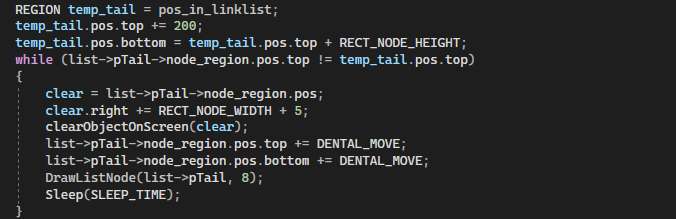 REGION temp_tail = pos_in_linklist;
temp_tail.pos.top += 200;
temp_tail.pos.bottom = temp_tail.pos.top + RECT_NODE_HEIGHT;
while (list->pTail->node_region.pos.top != temp_tail.pos.top)
{
    clear = list->pTail->node_region.pos;
    clear.right += RECT_NODE_WIDTH + 5;
    clearObjectOnScreen(clear);
    list->pTail->node_region.pos.top += DENTAL_MOVE;
    list->pTail->node_region.pos.bottom += DENTAL_MOVE;
    DrawListNode(list->pTail, 8);
    Sleep(SLEEP_TIME);
}